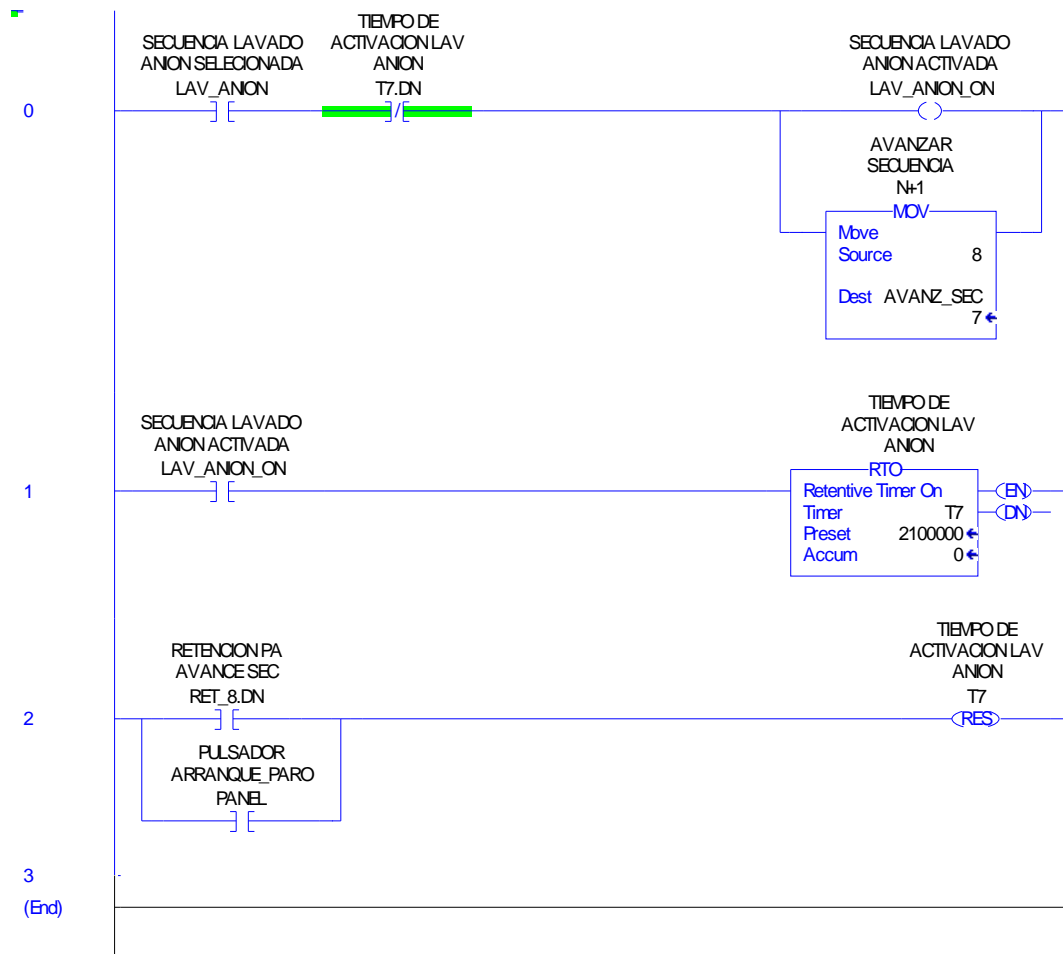 SECUENCIA LAVADO
ANION SELECIONADA
LAV_ANION
TIEMPO DE
ACTIVACION LAV
ANION
T7.DN
SECUENCIA LAVADO
ANION ACTIVADA
LAV_ANION_ON
0
AVANZAR
SECUENCIA
N+1
MOV
Move
Source 8
Dest AVANZ_SEC
7
SECUENCIA LAVADO
ANION ACTIVADA
LAV_ANION_ON
TIEMPO DE
ACTIVACION LAV
ANION
1
RTO
Retentive Timer On
Timer T7
Preset 2100000
Accum 0
EN
DN
RETENCION PA
AVANCE SEC
RET_8.DN
TIEMPO DE
ACTIVACION LAV
ANION
T7
2
RES
PULSADOR
ARRANQUE_PARO
PANEL
3
(End)